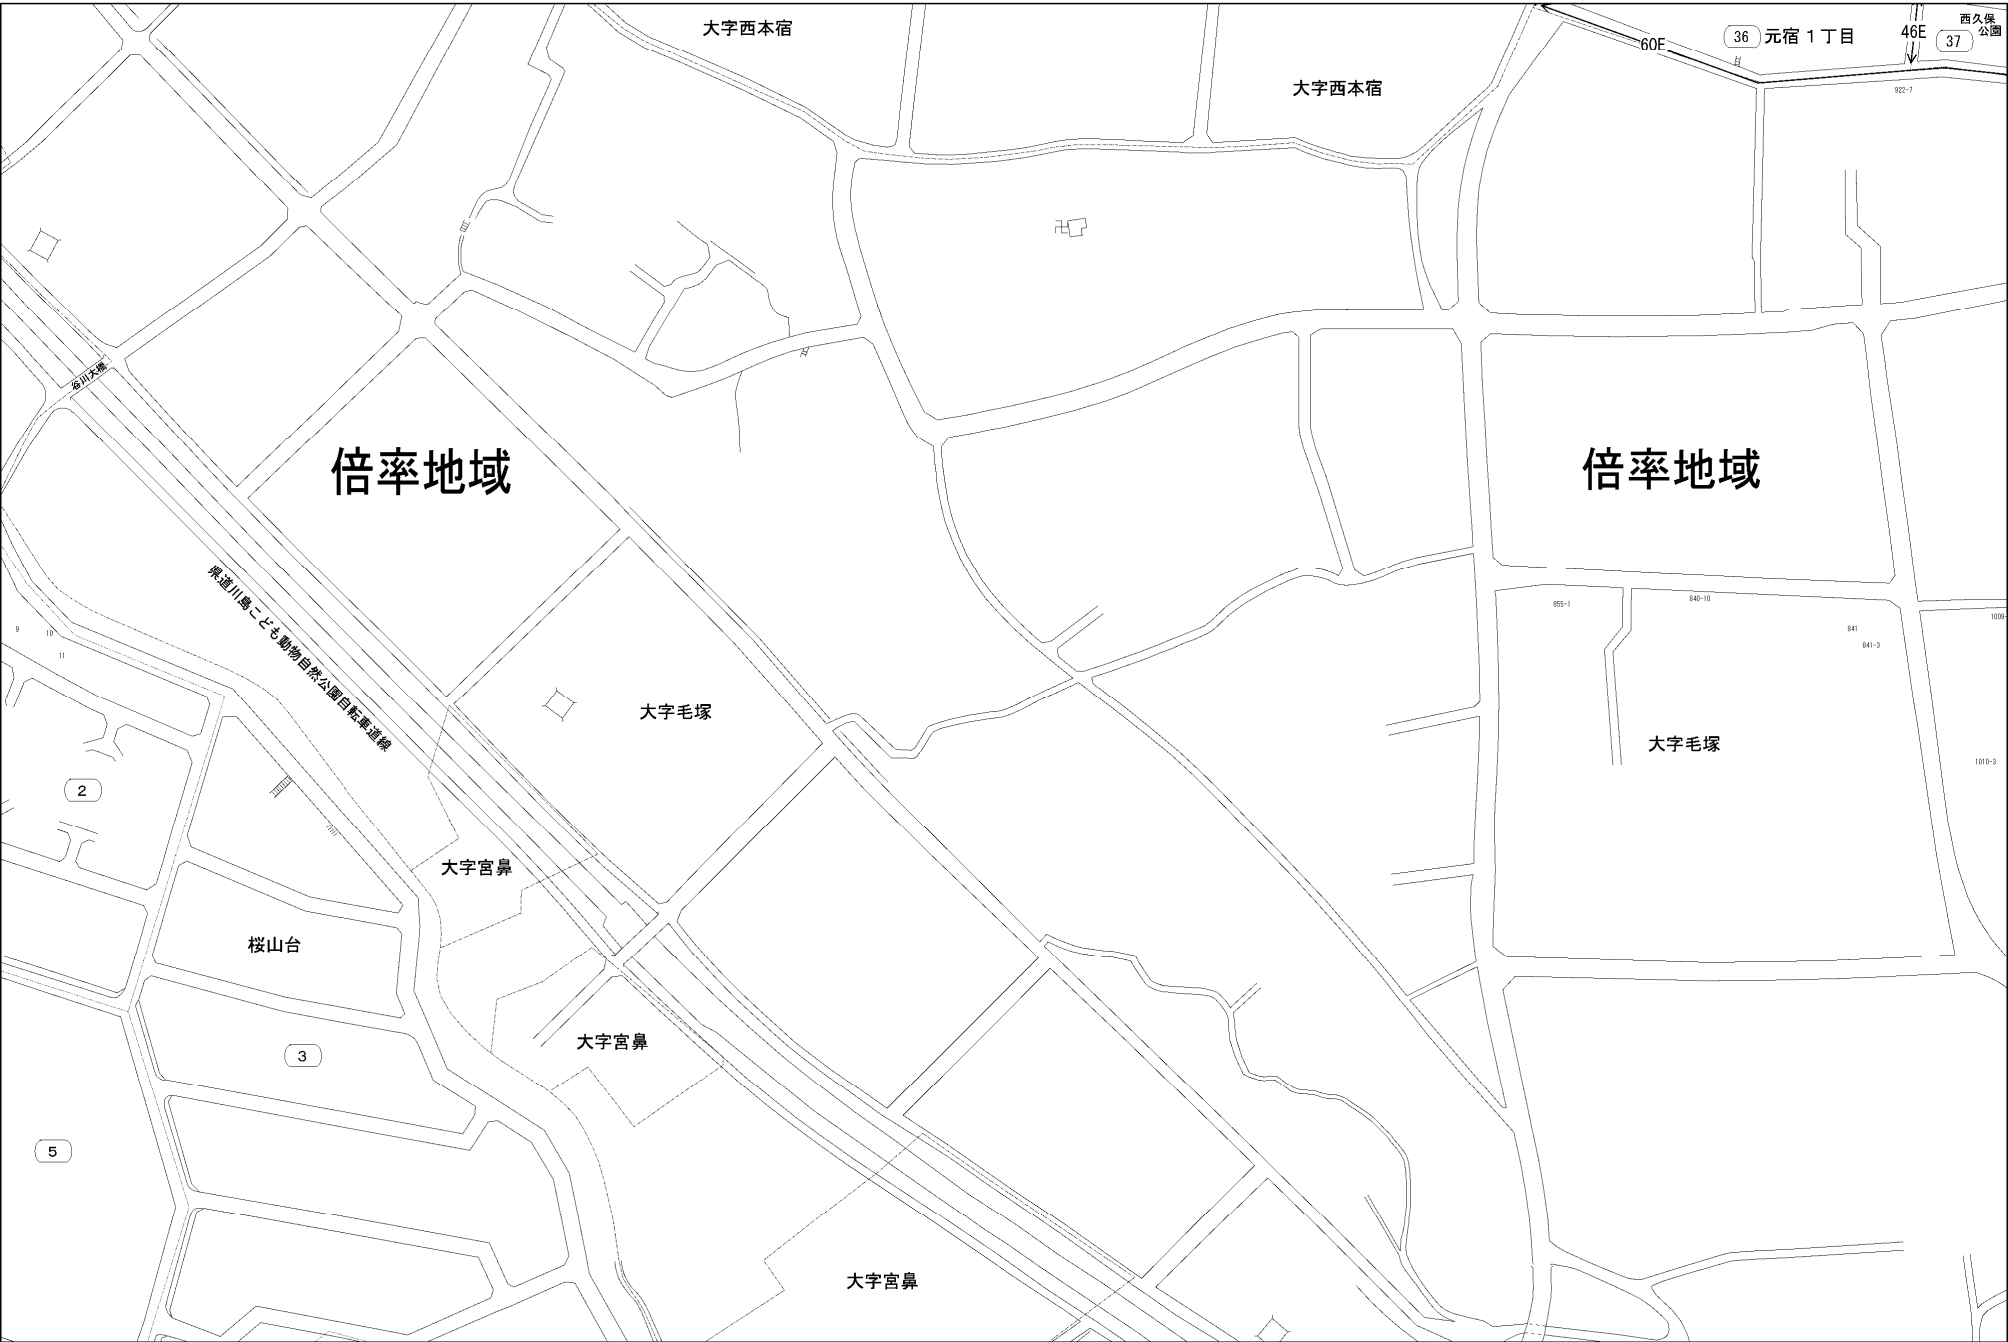 大字西本宿
60E
36 元宿１丁目
46E
西久保
公園
37
大字西本宿
922-7
谷川大橋
倍率地域
倍率地域
県道川島こども動物自然公園自転車道線
855-1
840-10
841
841-3
1009-
9
10
11
大字毛塚
大字毛塚
1010-3
2
大字宮鼻
桜山台
大字宮鼻
3
5
大字宮鼻